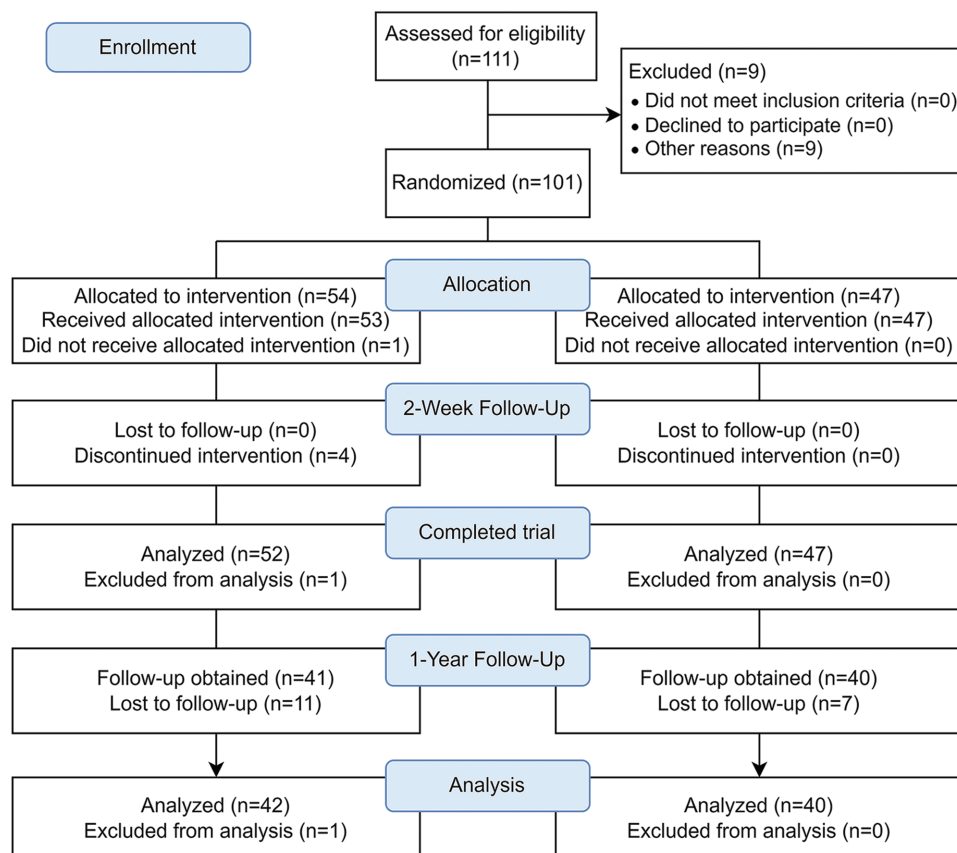 Enrollment
Assessed for eligibility
(n=111)
Excluded (n=9)
• Did not meet inclusion criteria (n=0)
• Declined to participate (n=0)
• Other reasons (n=9)
Randomized (n=101)
Allocation
Allocated to intervention (n=54)
Received allocated intervention (n=53)
Did not receive allocated intervention (n=1)
Allocated to intervention (n=47)
Received allocated intervention (n=47)
Did not receive allocated intervention (n=0)
2-Week Follow-Up
Lost to follow-up (n=0)
Discontinued intervention (n=4)
Lost to follow-up (n=0)
Discontinued intervention (n=0)
Completed trial
Analyzed (n=52)
Excluded from analysis (n=1)
Analyzed (n=47)
Excluded from analysis (n=0)
1-Year Follow-Up
Follow-up obtained (n=41)
Lost to follow-up (n=11)
Follow-up obtained (n=40)
Lost to follow-up (n=7)
Analysis
Analyzed (n=42)
Excluded from analysis (n=1)
Analyzed (n=40)
Excluded from analysis (n=0)